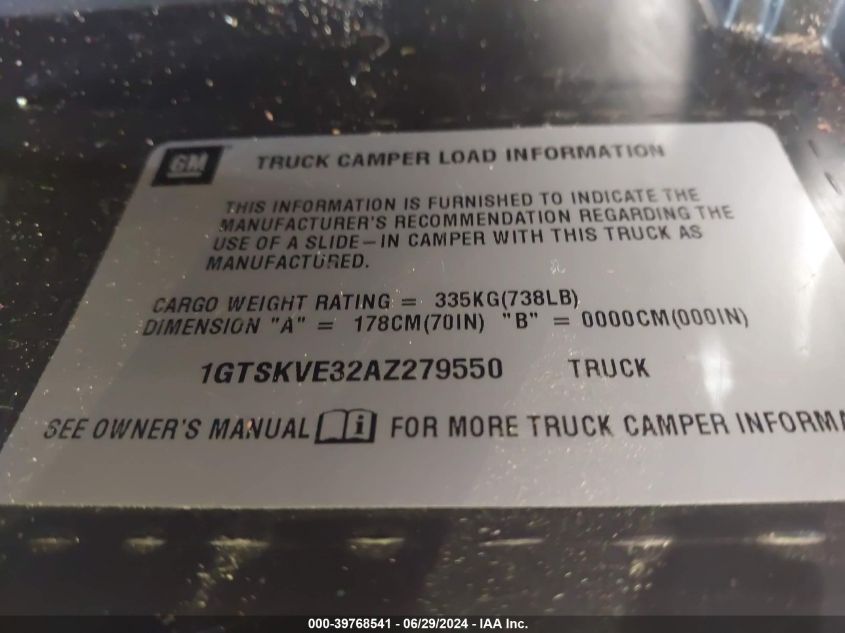 GM TRUCK CAMPER LOAD INFORMATION
THIS INFORMATION IS FURNISHED TO INDICATE THE
MANUFACTURER'S RECOMMENDATION REGARDING THE
USE OF A SLIDE—IN CAMPER WITH THIS TRUCK AS
MANUFACTURED.
CARGO WEIGHT RATING = 335KG(738LB)
DIMENSION "A" = 178CM(70IN) "B" = 0000CM(000IN)
1GTSKVE32AZ279550 TRUCK
SEE OWNER'S MANUAL i FOR MORE TRUCK CAMPER INFORMA
000-39768541 - 06/29/2024 - IAA Inc.